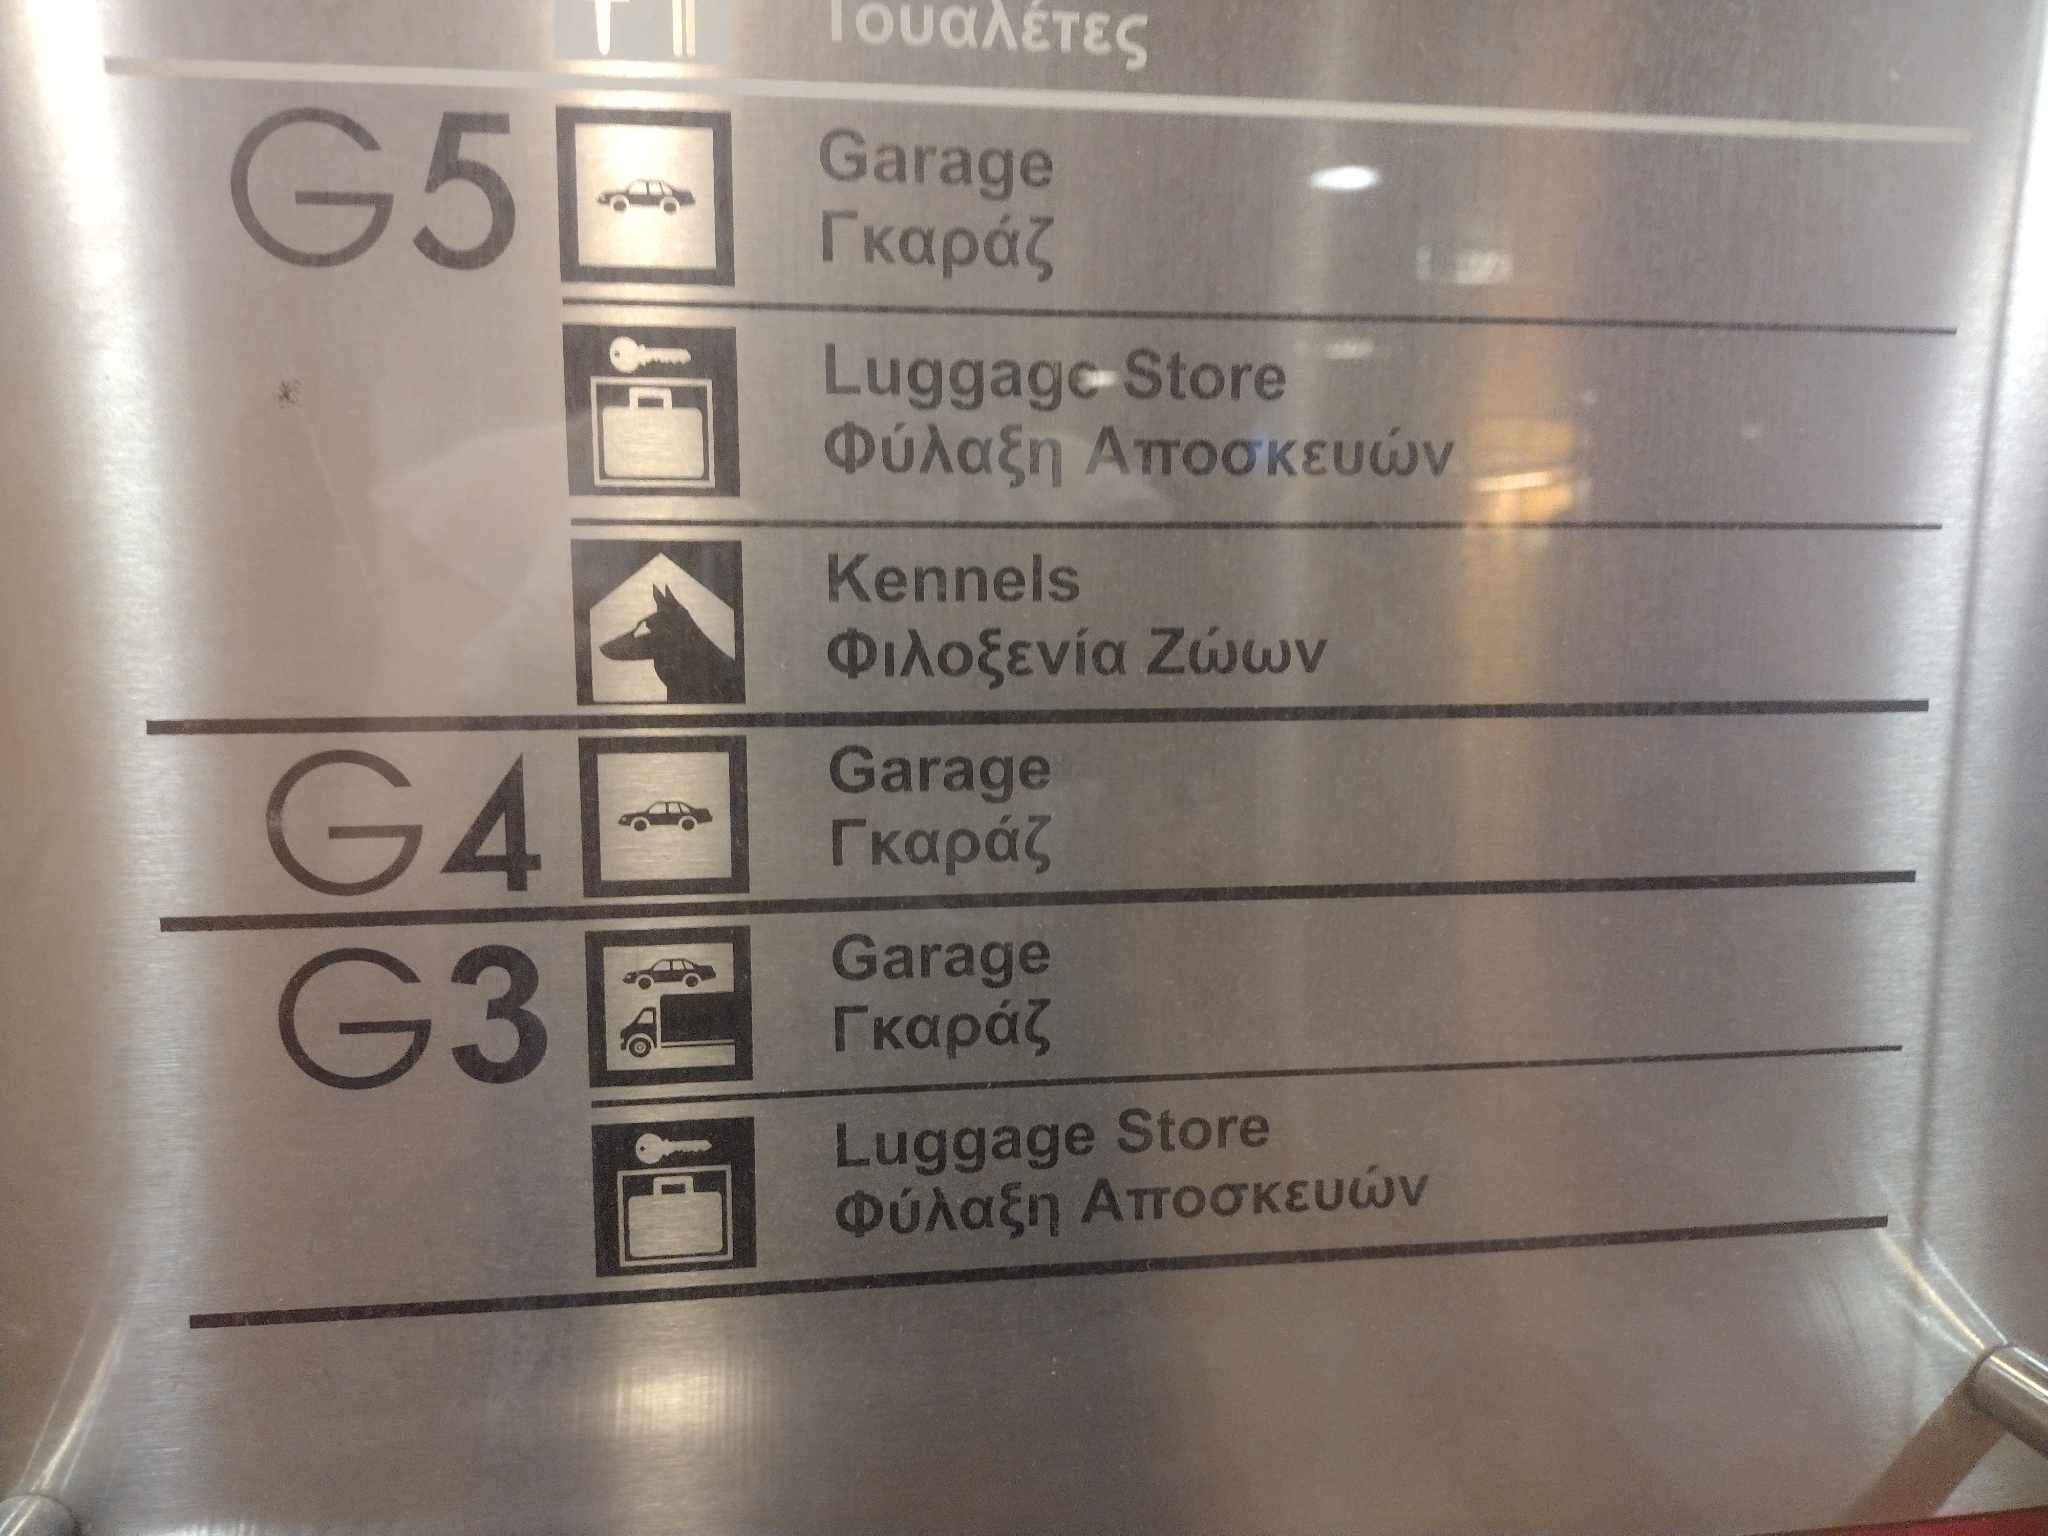 Τουαλέτες
G5
Garage
Γκαράζ
Luggage Store
Φύλαξη Αποσκευών
Kennels
Φιλοξενία Ζώων
G4
Garage
Γκαράζ
G3
Garage
Γκαράζ
Luggage Store
Φύλαξη Αποσκευών